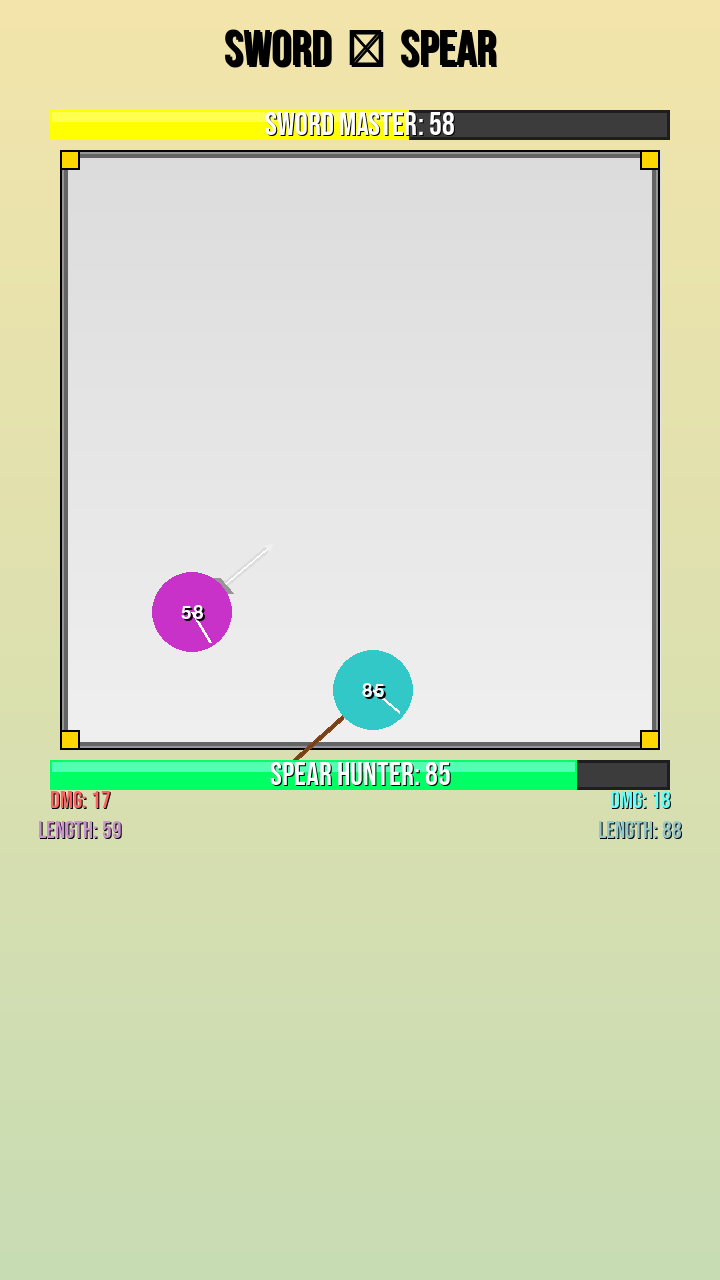 SWORD SPEAR
SWORD MASTER: 58
58
85
SPEAR HUNTER: 85
DMG: 17 DMG: 18
LENGTH: 59 LENGTH: 88